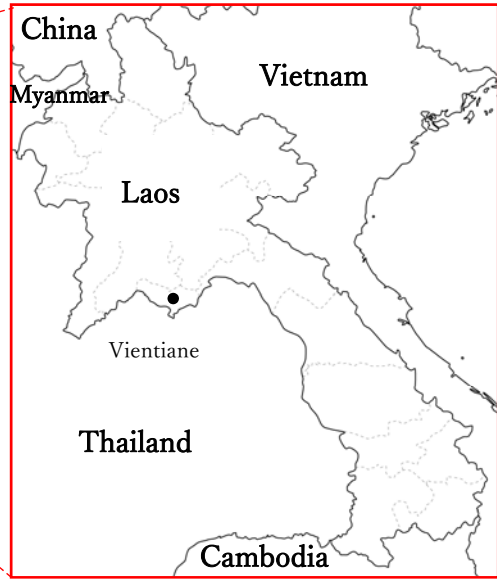 China
Vietnam
Myanmar
Laos
Vientiane
Thailand
Cambodia